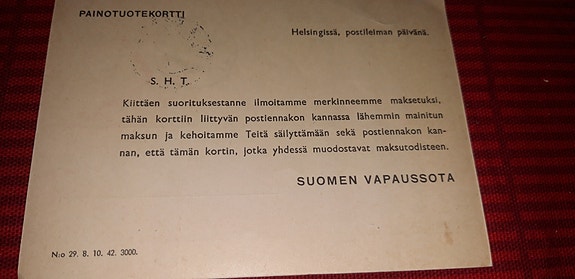 PAINOTUOTEKORTTI
Helsingissä, postileiman päivänä.
S. H. T.
Kiittäen suorituksestanne ilmoitamme merkinneemme maksetuksi,
tähän korttiin liittyvän postiennakon kannassa lähemmin mainitun
maksun ja kehoitamme Teitä säilyttämään sekä postiennakon kan-
nan, että tämän kortin, jotka yhdessä muodostavat maksutodisteen.
SUOMEN VAPAUSSOTA
N:o 29. 8. 10. 42. 3000.